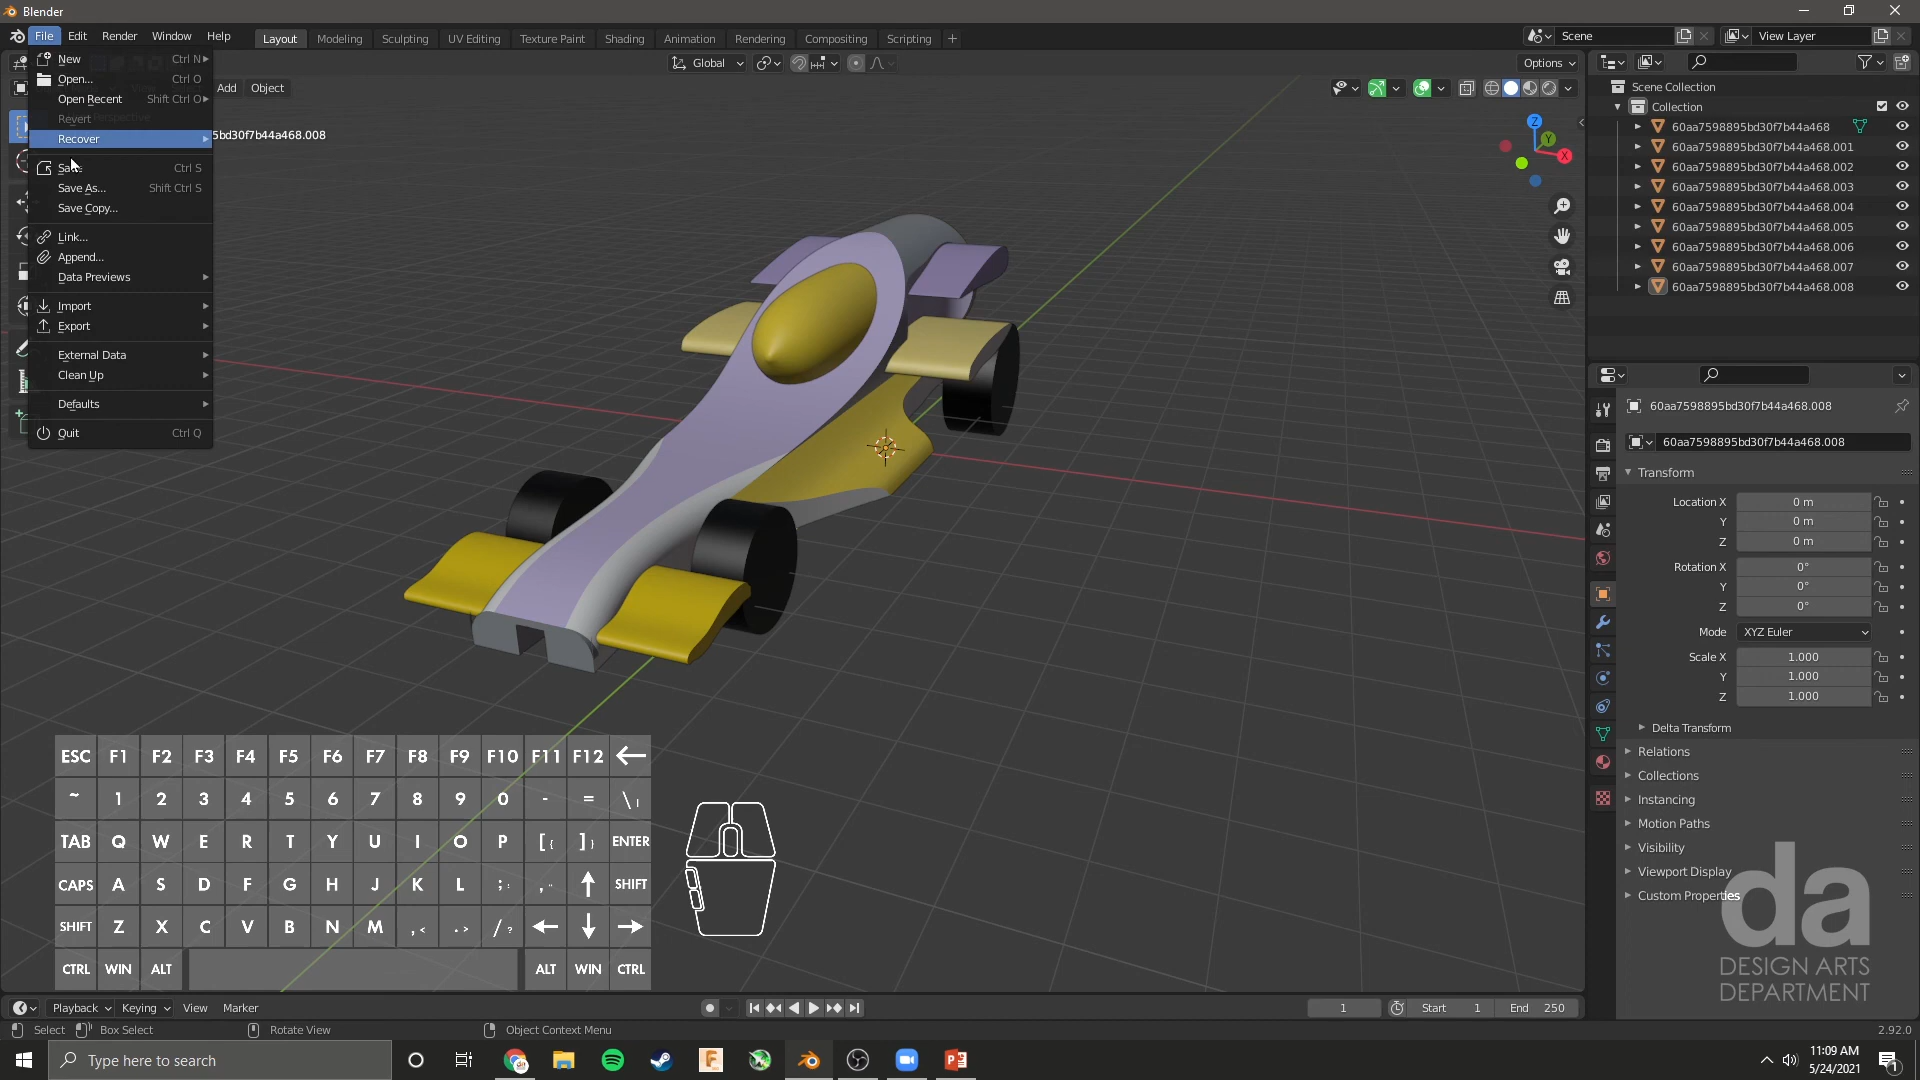 Blender
File Edit Render Window Help
Layout Modeling Sculpting UV Editing Texture Paint Shading Animation Rendering Compositing Scripting +
Scene
View Layer
New Ctrl N
Open... Ctrl O
Open Recent Shift Ctrl O
Revert
Recover
Save Ctrl S
Save As... Shift Ctrl S
Save Copy...
Link...
Append...
Data Previews
Import
Export
External Data
Clean Up
Defaults
Quit Ctrl Q
Global
Options
Add Object
5bd30f7b44a468.008
Z
Y
X
Scene Collection
Collection
60aa7598895bd30f7b44a468
60aa7598895bd30f7b44a468.001
60aa7598895bd30f7b44a468.002
60aa7598895bd30f7b44a468.003
60aa7598895bd30f7b44a468.004
60aa7598895bd30f7b44a468.005
60aa7598895bd30f7b44a468.006
60aa7598895bd30f7b44a468.007
60aa7598895bd30f7b44a468.008
60aa7598895bd30f7b44a468.008
60aa7598895bd30f7b44a468.008
Transform
Location X 0 m
Y 0 m
Z 0 m
Rotation X 0°
Y 0°
Z 0°
Mode XYZ Euler
Scale X 1.000
Y 1.000
Z 1.000
Delta Transform
Relations
Collections
Instancing
Motion Paths
Visibility
Viewport Display
Custom Properties
da
DESIGN ARTS
DEPARTMENT
ESC F1 F2 F3 F4 F5 F6 F7 F8 F9 F10 F11 F12 ←
~ 1 2 3 4 5 6 7 8 9 0 - = \ |
TAB Q W E R T Y U I O P [ { ] } ENTER
CAPS A S D F G H J K L ; : , " ↑ SHIFT
SHIFT Z X C V B N M , < . > / ? ← ↓ →
CTRL WIN ALT ALT WIN CTRL
Playback Keying View Marker
1
Start 1
End 250
Select Box Select Rotate View Object Context Menu
2.92.0
Type here to search
11:09 AM
5/24/2021
1